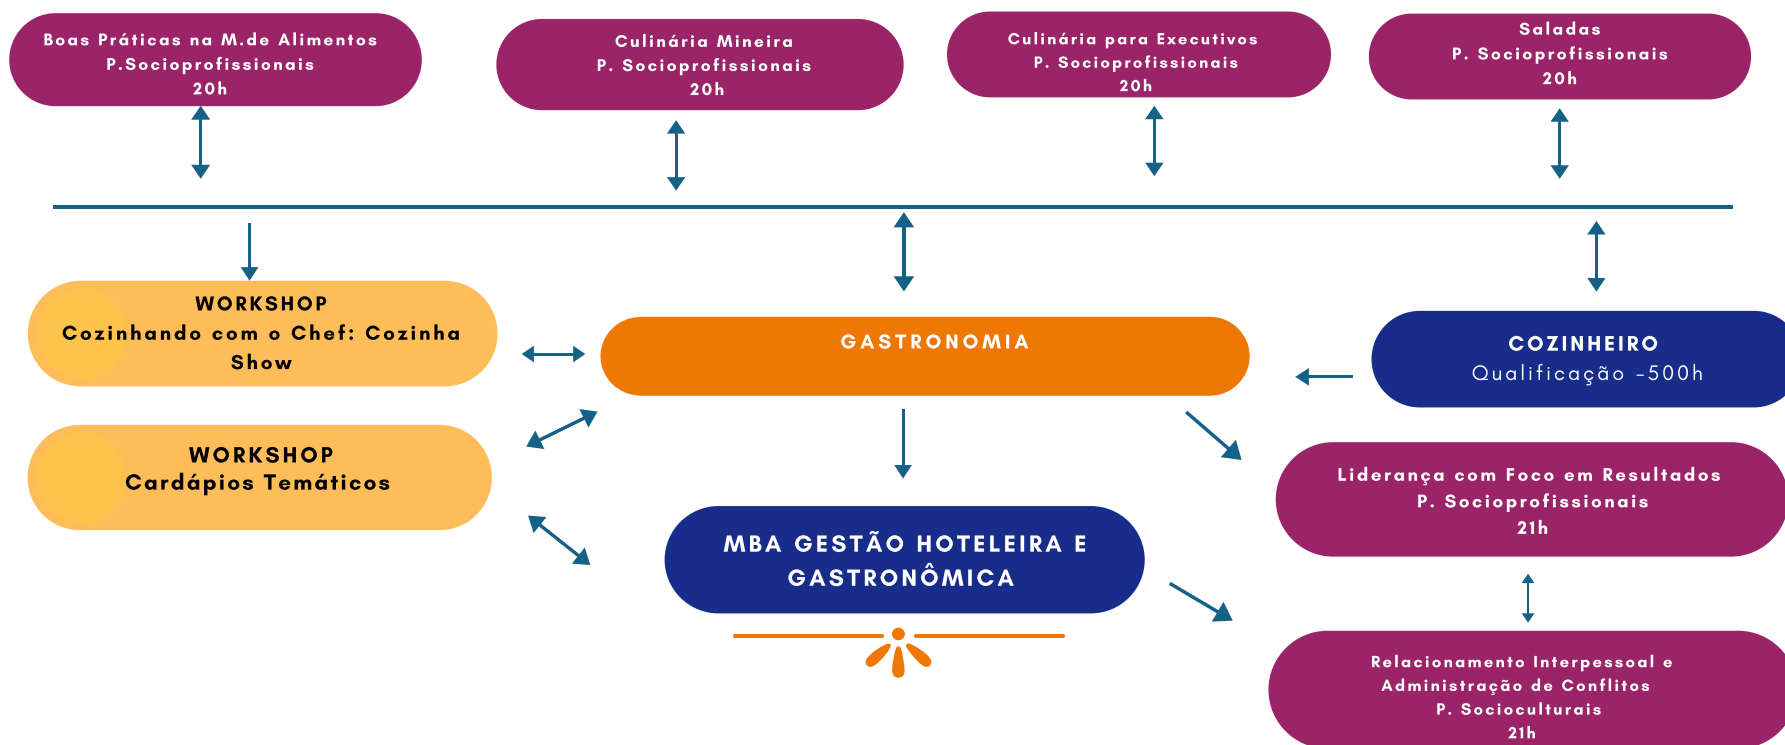 Boas Práticas na M.de Alimentos
P.Socioprofissionais
20h
Culinária Mineira
P. Socioprofissionais
20h
Culinária para Executivos
P. Socioprofissionais
20h
Saladas
P. Socioprofissionais
20h
WORKSHOP
Cozinhando com o Chef: Cozinha
Show
GASTRONOMIA
COZINHEIRO
Qualificação -500h
WORKSHOP
Cardápios Temáticos
Liderança com Foco em Resultados
P. Socioprofissionais
21h
MBA GESTÃO HOTELEIRA E
GASTRONÔMICA
Relacionamento Interpessoal e
Administração de Conflitos
P. Socioculturais
21h